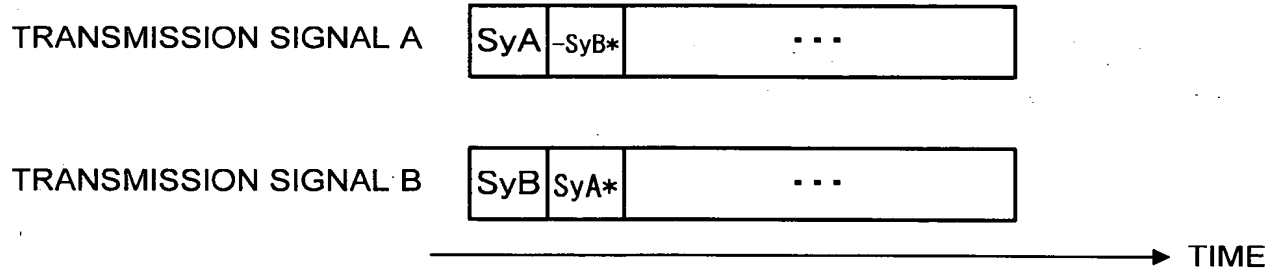 TRANSMISSION SIGNAL A SyA -SyB* ...
TRANSMISSION SIGNAL B SyB SyA* ...
TIME